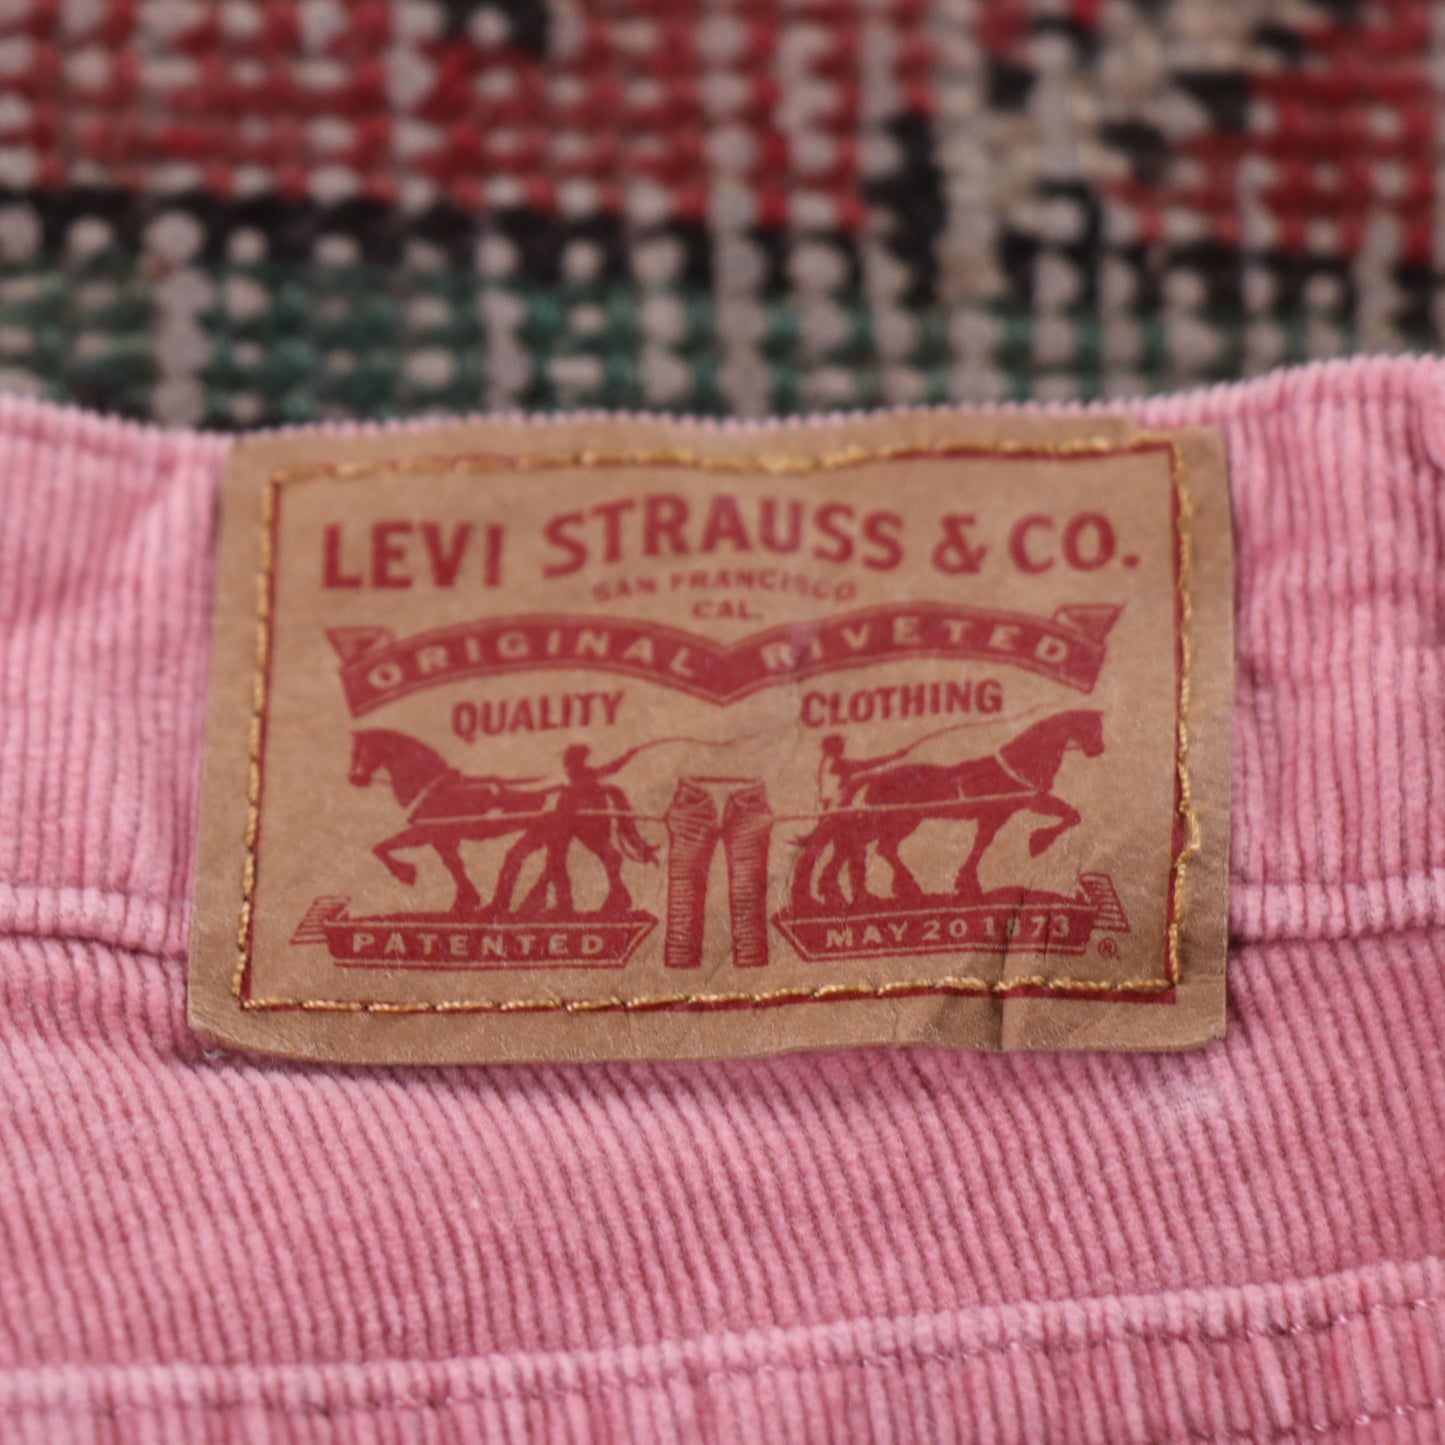 LEVI STRAUSS & CO.
SAN FRANCISCO
CAL.
ORIGINAL RIVETED
QUALITY CLOTHING
PATENTED MAY 20 1873 ®